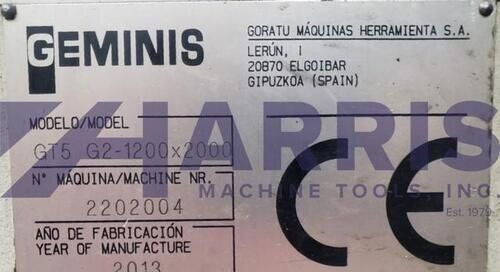 GEMINIS
GORATU MÁQUINAS HERRAMIENTA S.A.
LERÚN, 1
20870 ELGOIBAR
GIPUZKOA (SPAIN)
HARRIS
MACHINE TOOLS, INC.
Est. 1979
MODELO/MODEL
GT5 G2-1200x2000
N° MÁQUINA/MACHINE NR.
2202004
AÑO DE FABRICACIÓN
YEAR OF MANUFACTURE
2013
CE